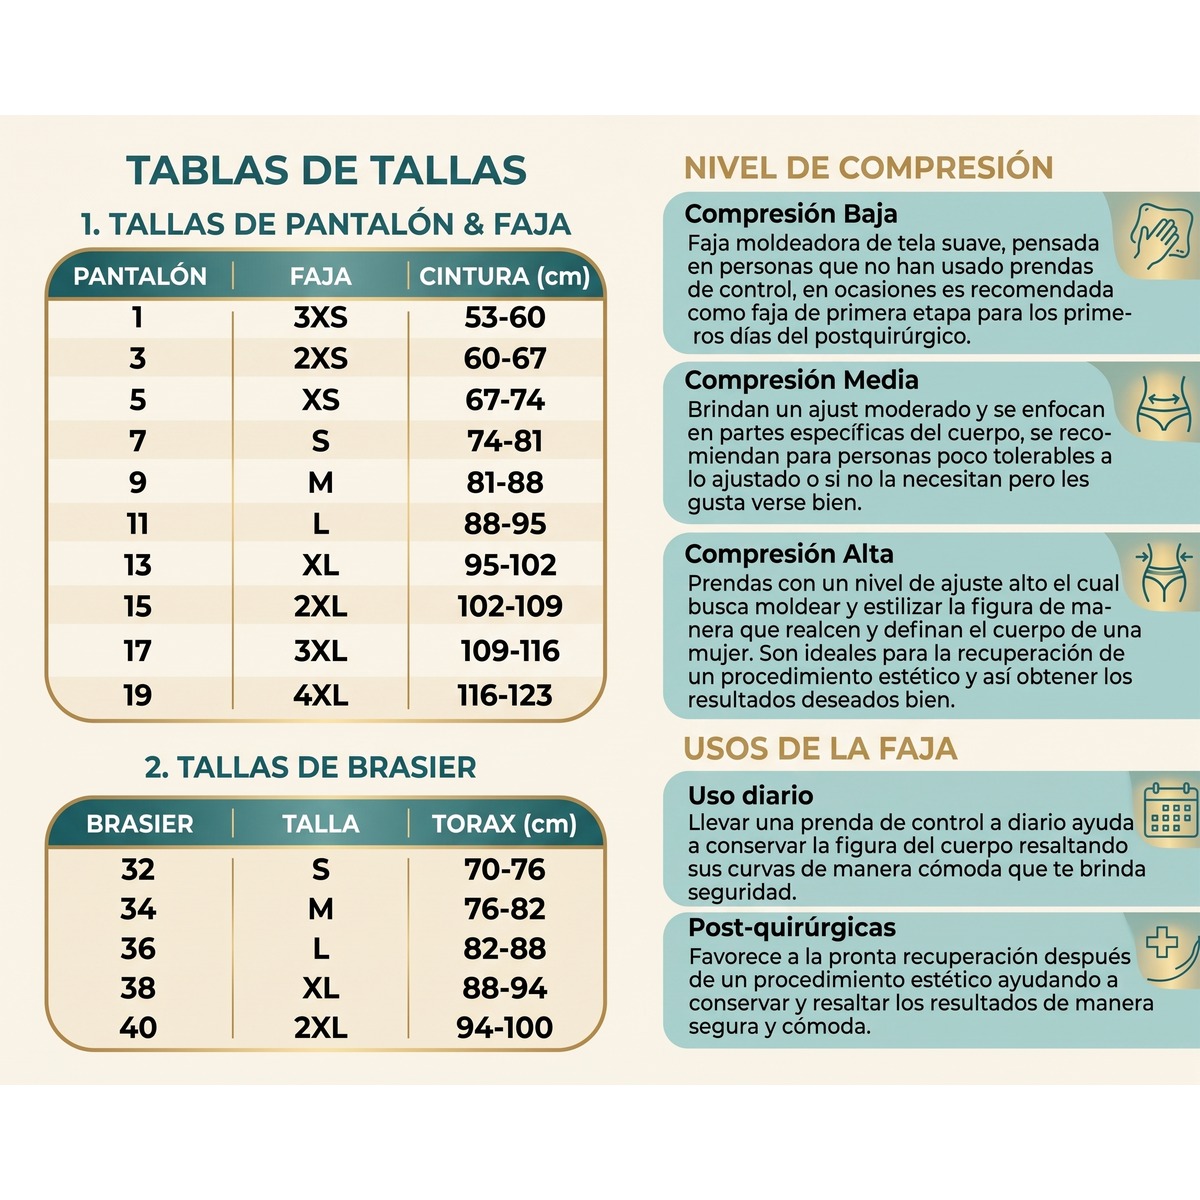 TABLAS DE TALLAS
1. TALLAS DE PANTALÓN & FAJA
PANTALÓN FAJA CINTURA (cm)
1 3XS 53-60
3 2XS 60-67
5 XS 67-74
7 S 74-81
9 M 81-88
11 L 88-95
13 XL 95-102
15 2XL 102-109
17 3XL 109-116
19 4XL 116-123
2. TALLAS DE BRASIER
BRASIER TALLA TORAX (cm)
32 S 70-76
34 M 76-82
36 L 82-88
38 XL 88-94
40 2XL 94-100
NIVEL DE COMPRESIÓN
Compresión Baja
Faja moldeadora de tela suave, pensada
en personas que no han usado prendas
de control, en ocasiones es recomendada
como faja de primera etapa para los prime-
ros días del postquirúrgico.
Compresión Media
Brindan un ajust moderado y se enfocan
en partes específicas del cuerpo, se reco-
miendan para personas poco tolerables a
lo ajustado o si no la necesitan pero les
gusta verse bien.
Compresión Alta
Prendas con un nivel de ajuste alto el cual
busca moldear y estilizar la figura de ma-
nera que realcen y definan el cuerpo de una
mujer. Son ideales para la recuperación de
un procedimiento estético y así obtener los
resultados deseados bien.
USOS DE LA FAJA
Uso diario
Llevar una prenda de control a diario ayuda
a conservar la figura del cuerpo resaltando
sus curvas de manera cómoda que te brinda
seguridad.
Post-quirúrgicas
Favorece a la pronta recuperación después
de un procedimiento estético ayudando a
conservar y resaltar los resultados de manera
segura y cómoda.